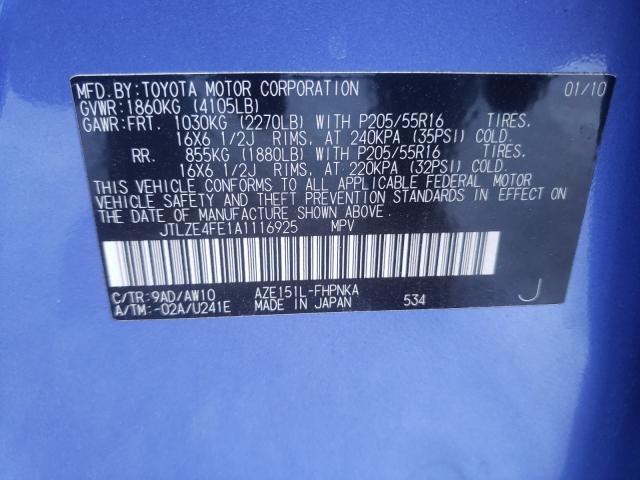 MFD. BY: TOYOTA MOTOR CORPORATION 01/10
GVWR: 1860KG (4105LB)
GAWR: FRT. 1030KG (2270LB) WITH P205/55R16 TIRES,
16X6 1/2J RIMS, AT 240KPA (35PSI) COLD.
RR. 855KG (1880LB) WITH P205/55R16 TIRES,
16X6 1/2J RIMS, AT 220KPA (32PSI) COLD.
THIS VEHICLE CONFORMS TO ALL APPLICABLE FEDERAL MOTOR
VEHICLE SAFETY AND THEFT PREVENTION STANDARDS IN EFFECT ON
THE DATE OF MANUFACTURE SHOWN ABOVE.
JTLZE4FE1A1116925 MPV
C/TR: 9AD/AW10 AZE151L-FHPNKA
A/TM: -02A/U241E MADE IN JAPAN 534 J